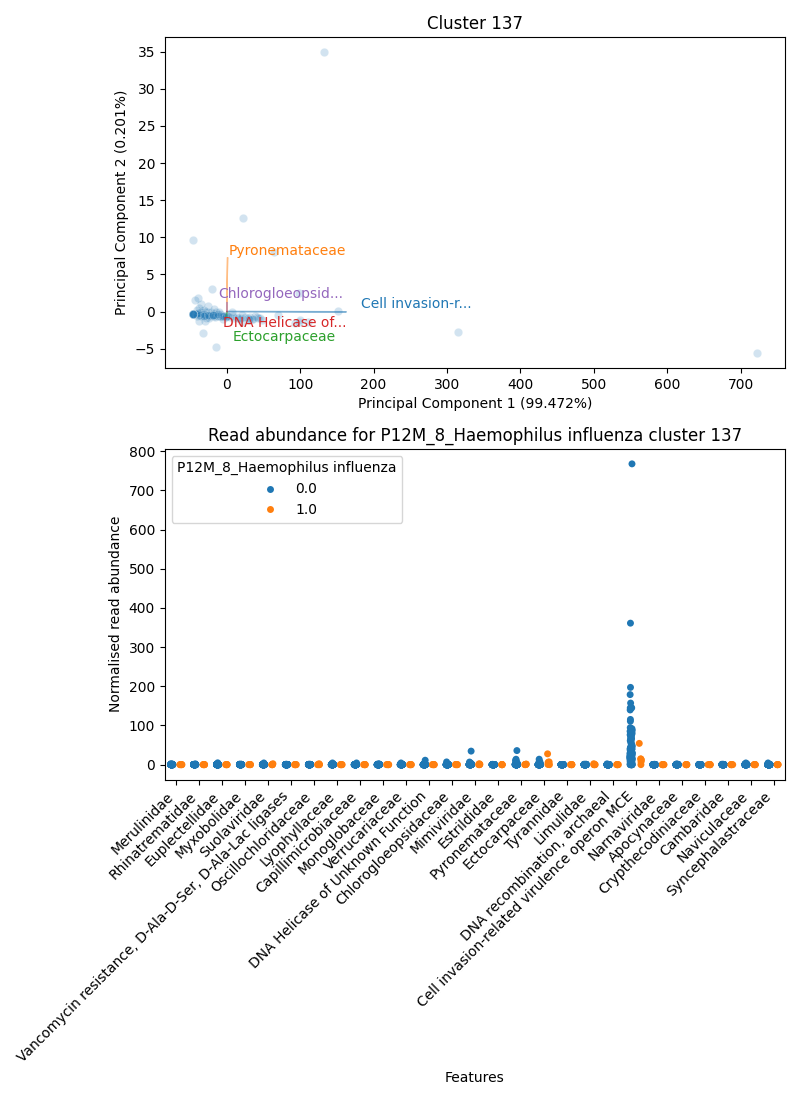 Cluster 137
Principal Component 2 (0.201%)
35
30
25
20
15
10
5
0
−5
Pyronemataceae
Chlorogloeopsid...
Cell invasion-r...
DNA Helicase of...
Ectocarpaceae
0
100
200
300
400
500
600
700
Principal Component 1 (99.472%)
Read abundance for P12M_8_Haemophilus influenza cluster 137
Normalised read abundance
800
700
600
500
400
300
200
100
0
P12M_8_Haemophilus influenza
0.0
1.0
Merulinidae
Rhinatrematidae
Euplectellidae
Myxobolidae
Suolaviridae
Vancomycin resistance, D-Ala-D-Ser, D-Ala-Lac ligases
Oscillochloridaceae
Lyophyllaceae
Capillimicrobiaceae
Monoglobaceae
Verrucariaceae
DNA Helicase of Unknown Function
Chlorogloeopsidaceae
Mimiviridae
Estrildidae
Pyronemataceae
Ectocarpaceae
Tyrannidae
Limulidae
DNA recombination, archaeal
Cell invasion-related virulence operon MCE
Narnaviridae
Apocynaceae
Crypthecodiniaceae
Cambaridae
Naviculaceae
Syncephalastraceae
Features